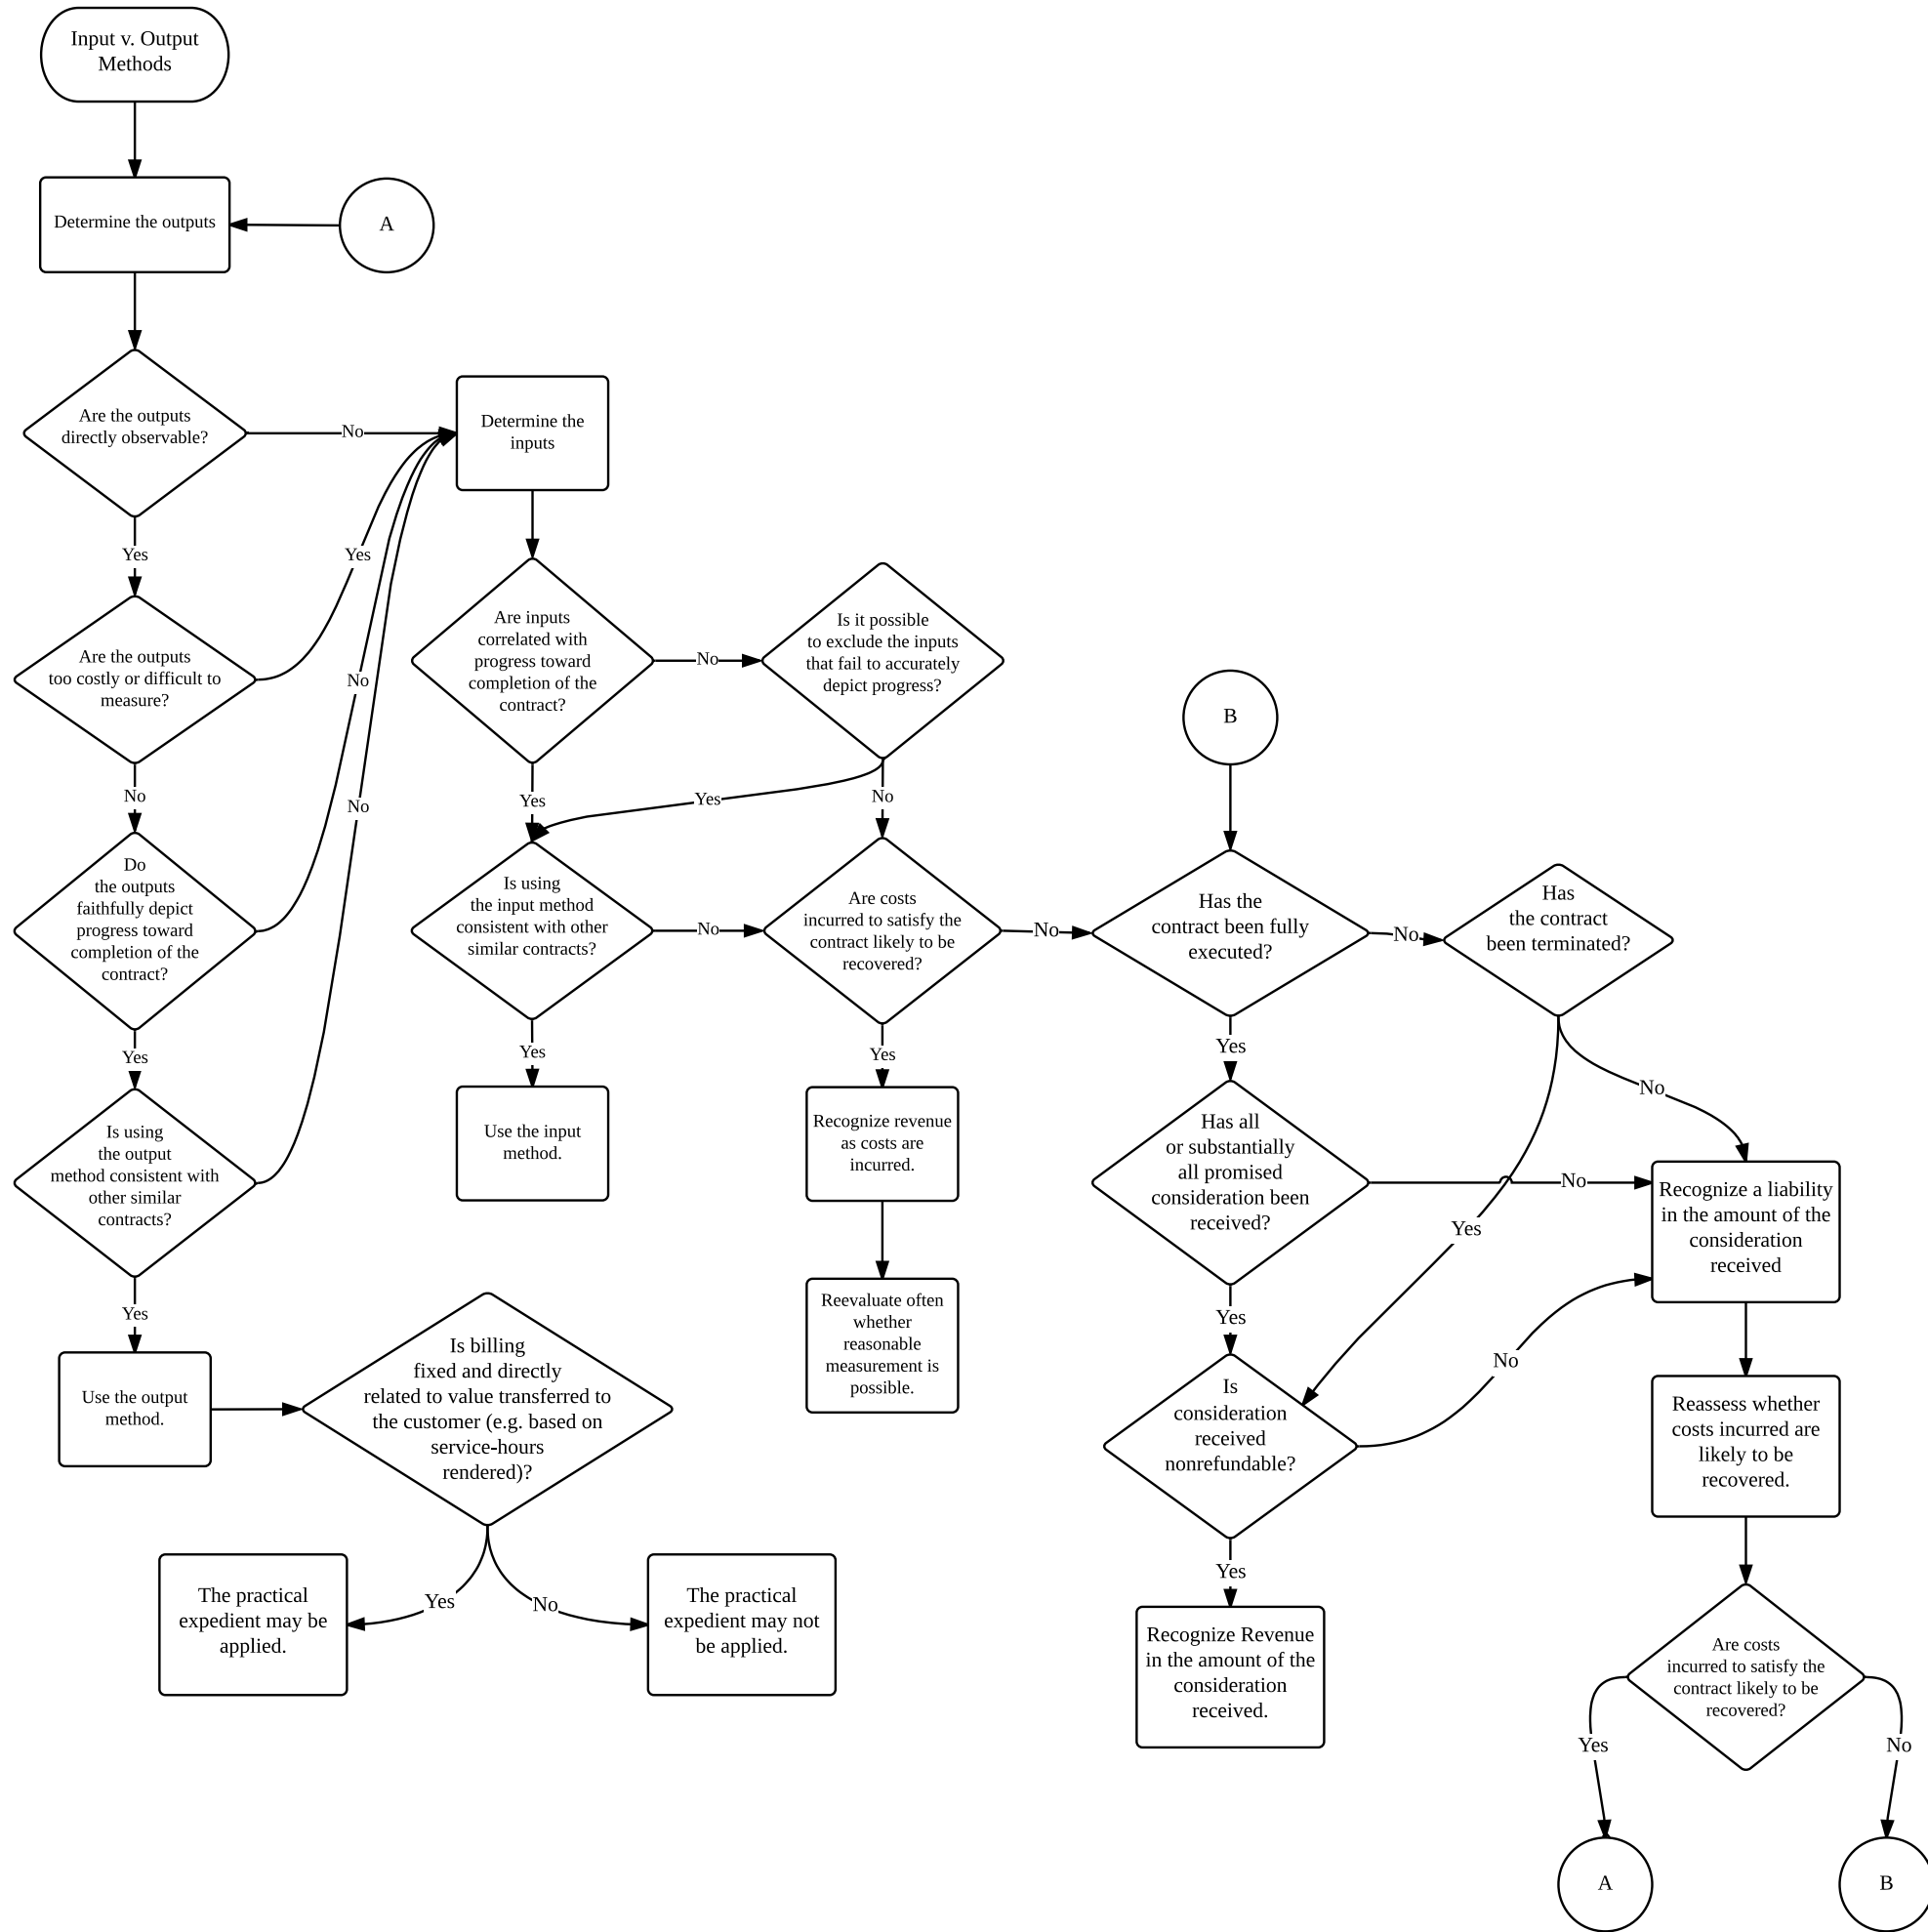 Input v. Output
Methods
Determine the outputs
A
Are the outputs
directly observable?
No
Determine the
inputs
Yes
Yes
Are the outputs
too costly or difficult to
measure?
No
Are inputs
correlated with
progress toward
completion of the
contract?
No
Is it possible
to exclude the inputs
that fail to accurately
depict progress?
B
No
No
Yes
Yes
No
Do
the outputs
faithfully depict
progress toward
completion of the
contract?
Is using
the input method
consistent with other
similar contracts?
No
Are costs
incurred to satisfy the
contract likely to be
recovered?
No
Has the
contract been fully
executed?
No
Has
the contract
been terminated?
Yes
Yes
Yes
Yes
No
Is using
the output
method consistent with
other similar
contracts?
Use the input
method.
Recognize revenue
as costs are
incurred.
Has all
or substantially
all promised
consideration been
received?
No
Yes
Recognize a liability
in the amount of the
consideration
received
Yes
Yes
No
Use the output
method.
Is billing
fixed and directly
related to value transferred to
the customer (e.g. based on
service-hours
rendered)?
Reevaluate often
whether
reasonable
measurement is
possible.
Is
consideration
received
nonrefundable?
Reassess whether
costs incurred are
likely to be
recovered.
Yes
No
Yes
The practical
expedient may be
applied.
The practical
expedient may not
be applied.
Recognize Revenue
in the amount of the
consideration
received.
Are costs
incurred to satisfy the
contract likely to be
recovered?
Yes
No
A
B